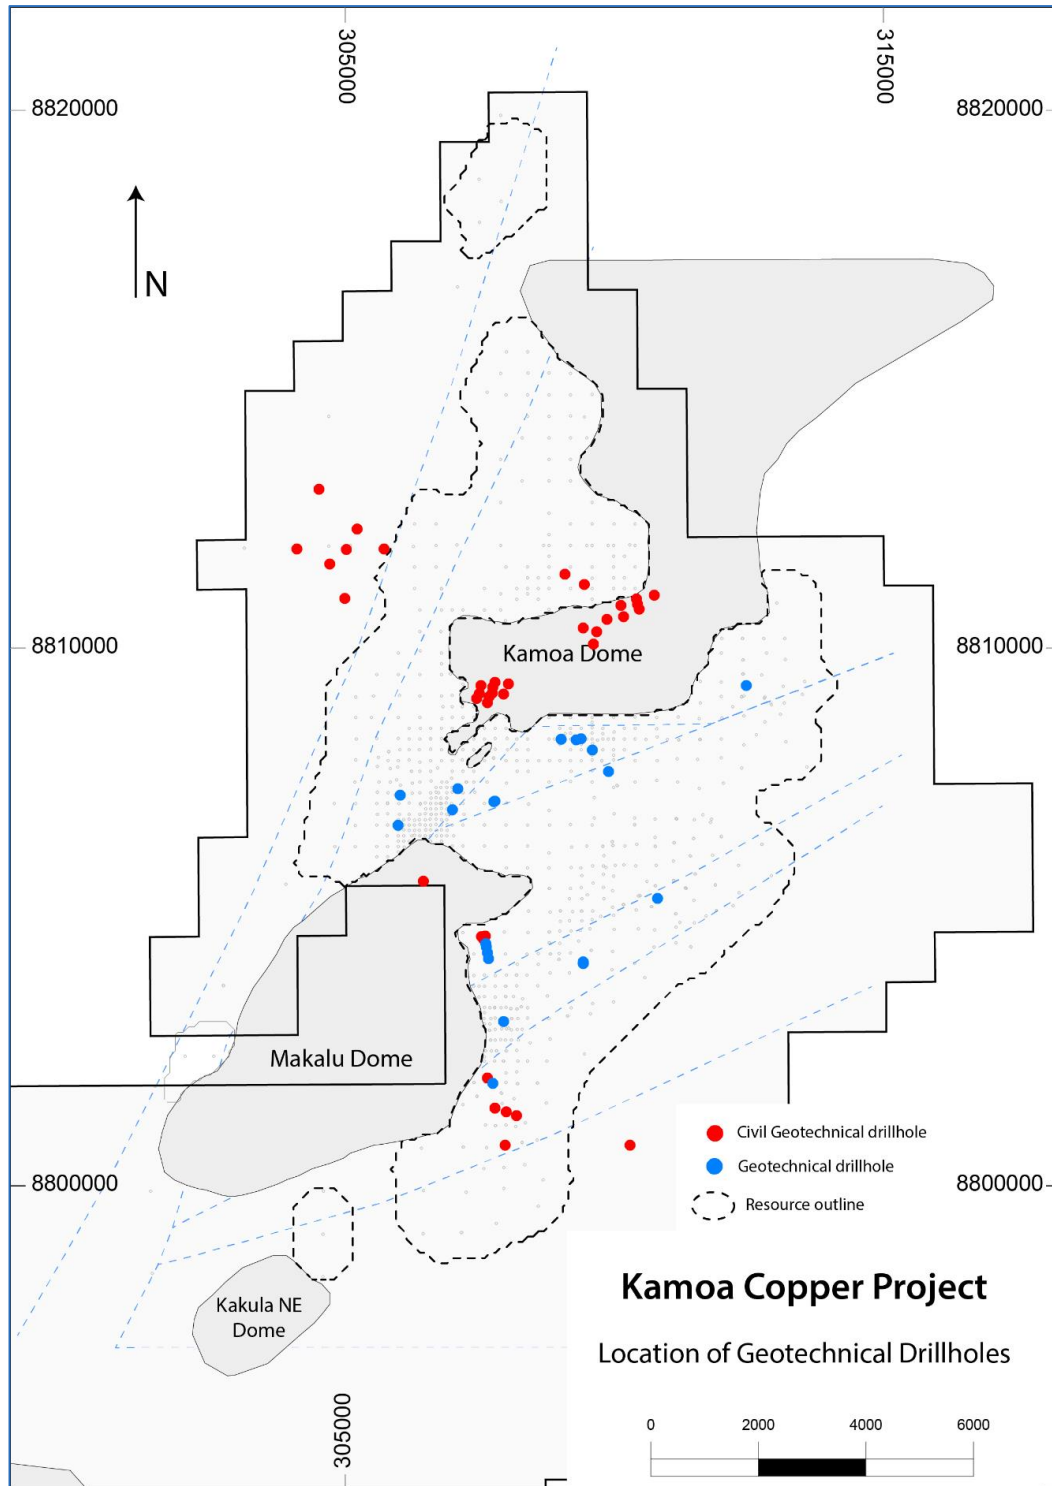 305000
315000
8820000
8820000
N
Kamoa Dome
8810000
8810000
Makalu Dome
Civil Geotechnical drillhole
Geotechnical drillhole
Resource outline
8800000
8800000
Kakula NE
Dome
Kamoa Copper Project
Location of Geotechnical Drillholes
305000
0 2000 4000 6000